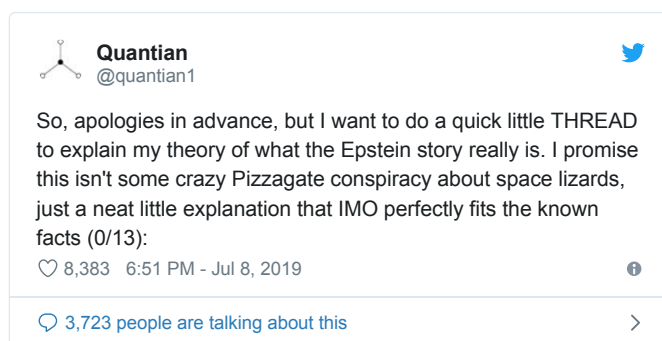 Quantian
@quantian1
So, apologies in advance, but I want to do a quick little THREAD
to explain my theory of what the Epstein story really is. I promise
this isn't some crazy Pizzagate conspiracy about space lizards,
just a neat little explanation that IMO perfectly fits the known
facts (0/13):
8,383 6:51 PM - Jul 8, 2019
3,723 people are talking about this